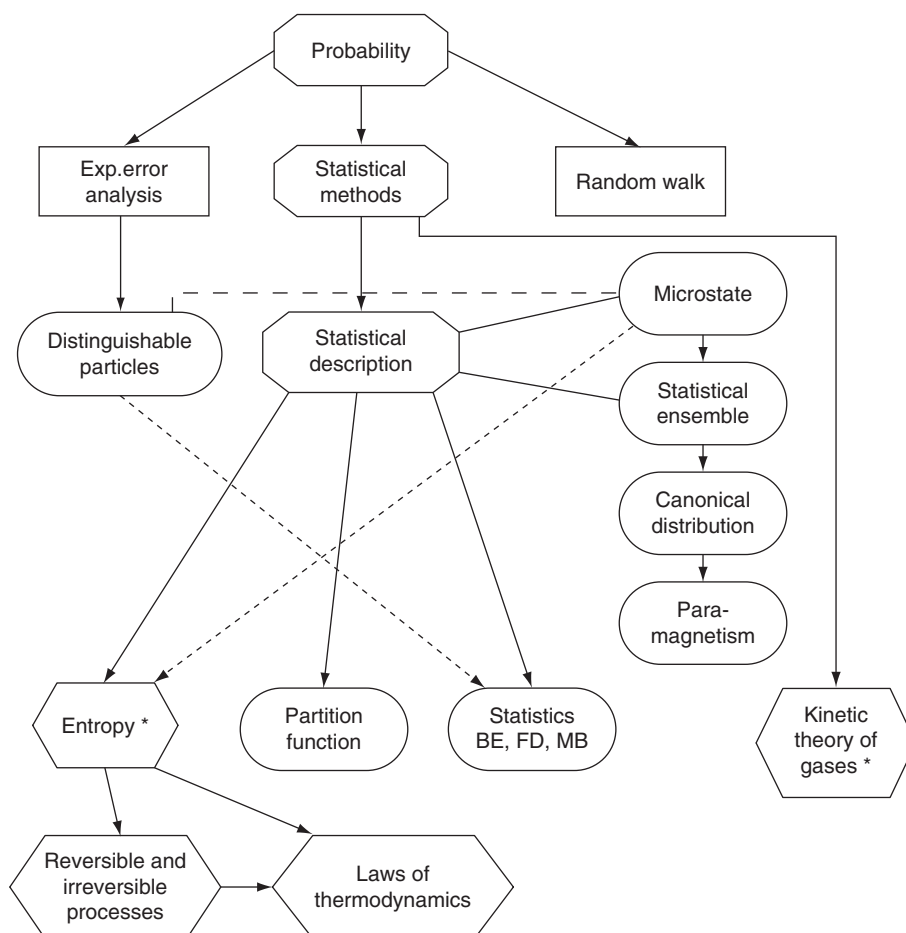 Probability
Exp.error
analysis
Statistical
methods
Random walk
Microstate
Distinguishable
particles
Statistical
description
Statistical
ensemble
Canonical
distribution
Para-
magnetism
Entropy *
Partition
function
Statistics
BE, FD, MB
Kinetic
theory of
gases *
Reversible and
irreversible
processes
Laws of
thermodynamics